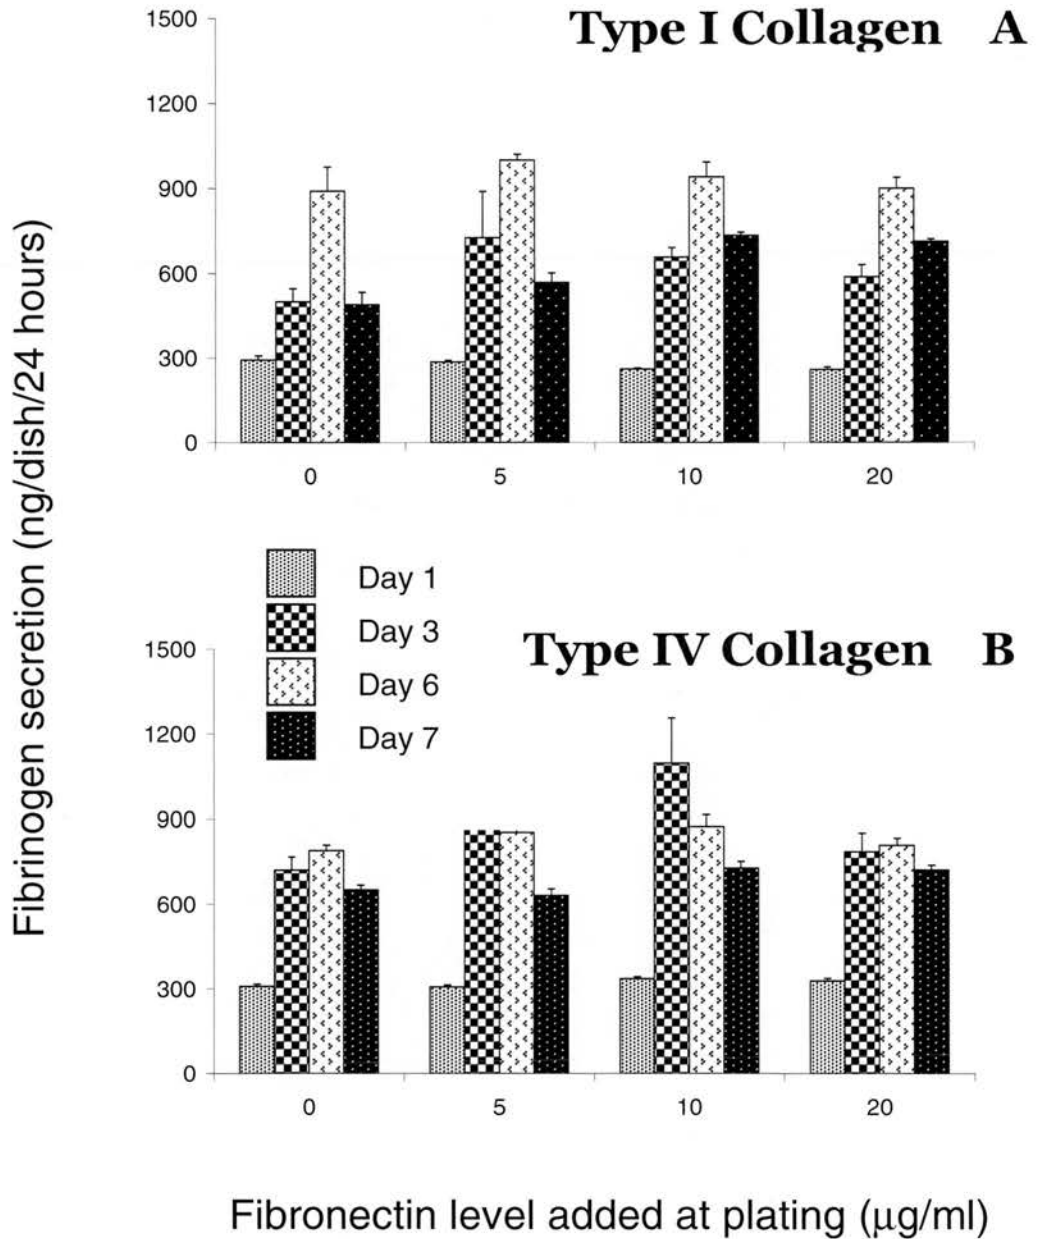 Type I Collagen A
1500
1200
900
600
300
0
0 5 10 20
Fibrinogen secretion (ng/dish/24 hours)
Day 1
Day 3
Day 6
Day 7
Type IV Collagen B
1500
1200
900
600
300
0
0 5 10 20
Fibronectin level added at plating (μg/ml)